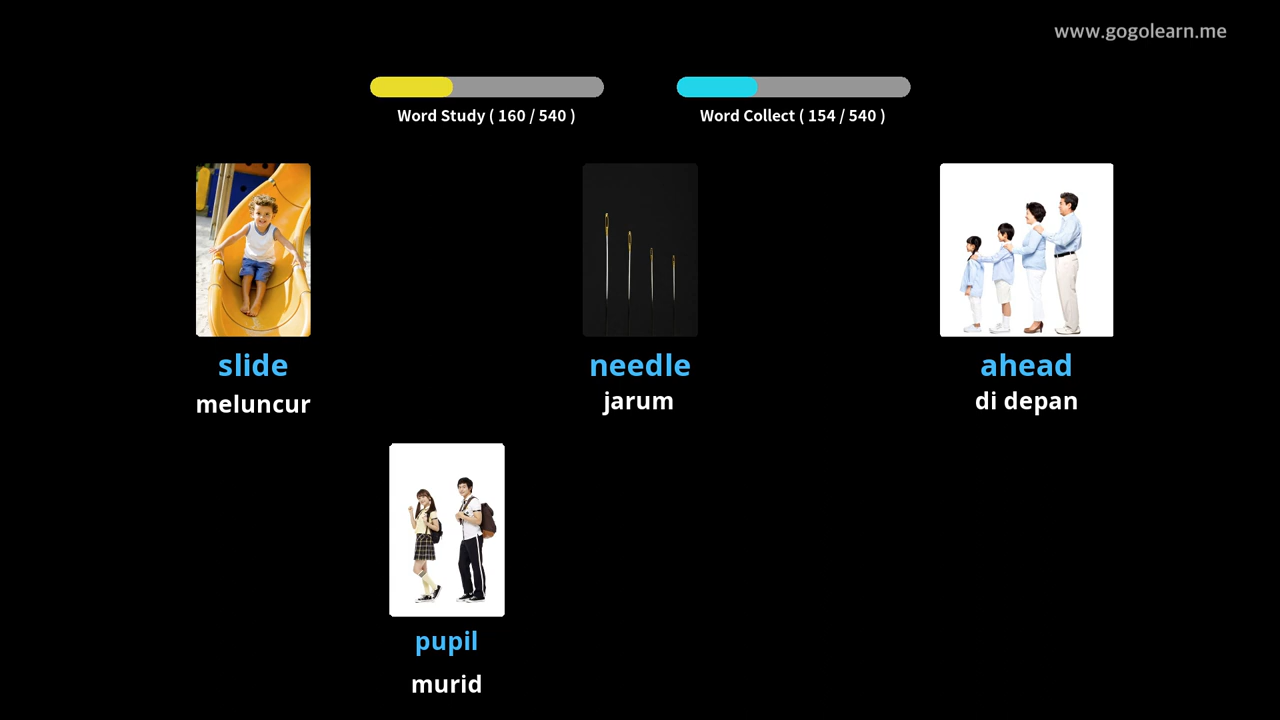 www.gogolearn.me
Word Study ( 160 / 540 )
Word Collect ( 154 / 540 )
slide
meluncur
needle
jarum
ahead
di depan
pupil
murid